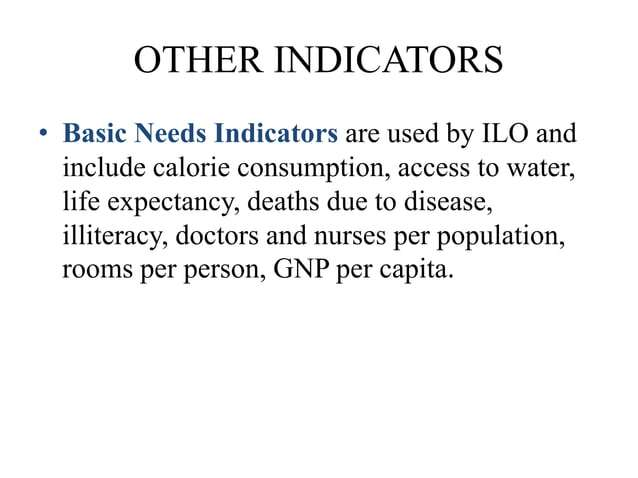 OTHER INDICATORS
• Basic Needs Indicators are used by ILO and
include calorie consumption, access to water,
life expectancy, deaths due to disease,
illiteracy, doctors and nurses per population,
rooms per person, GNP per capita.